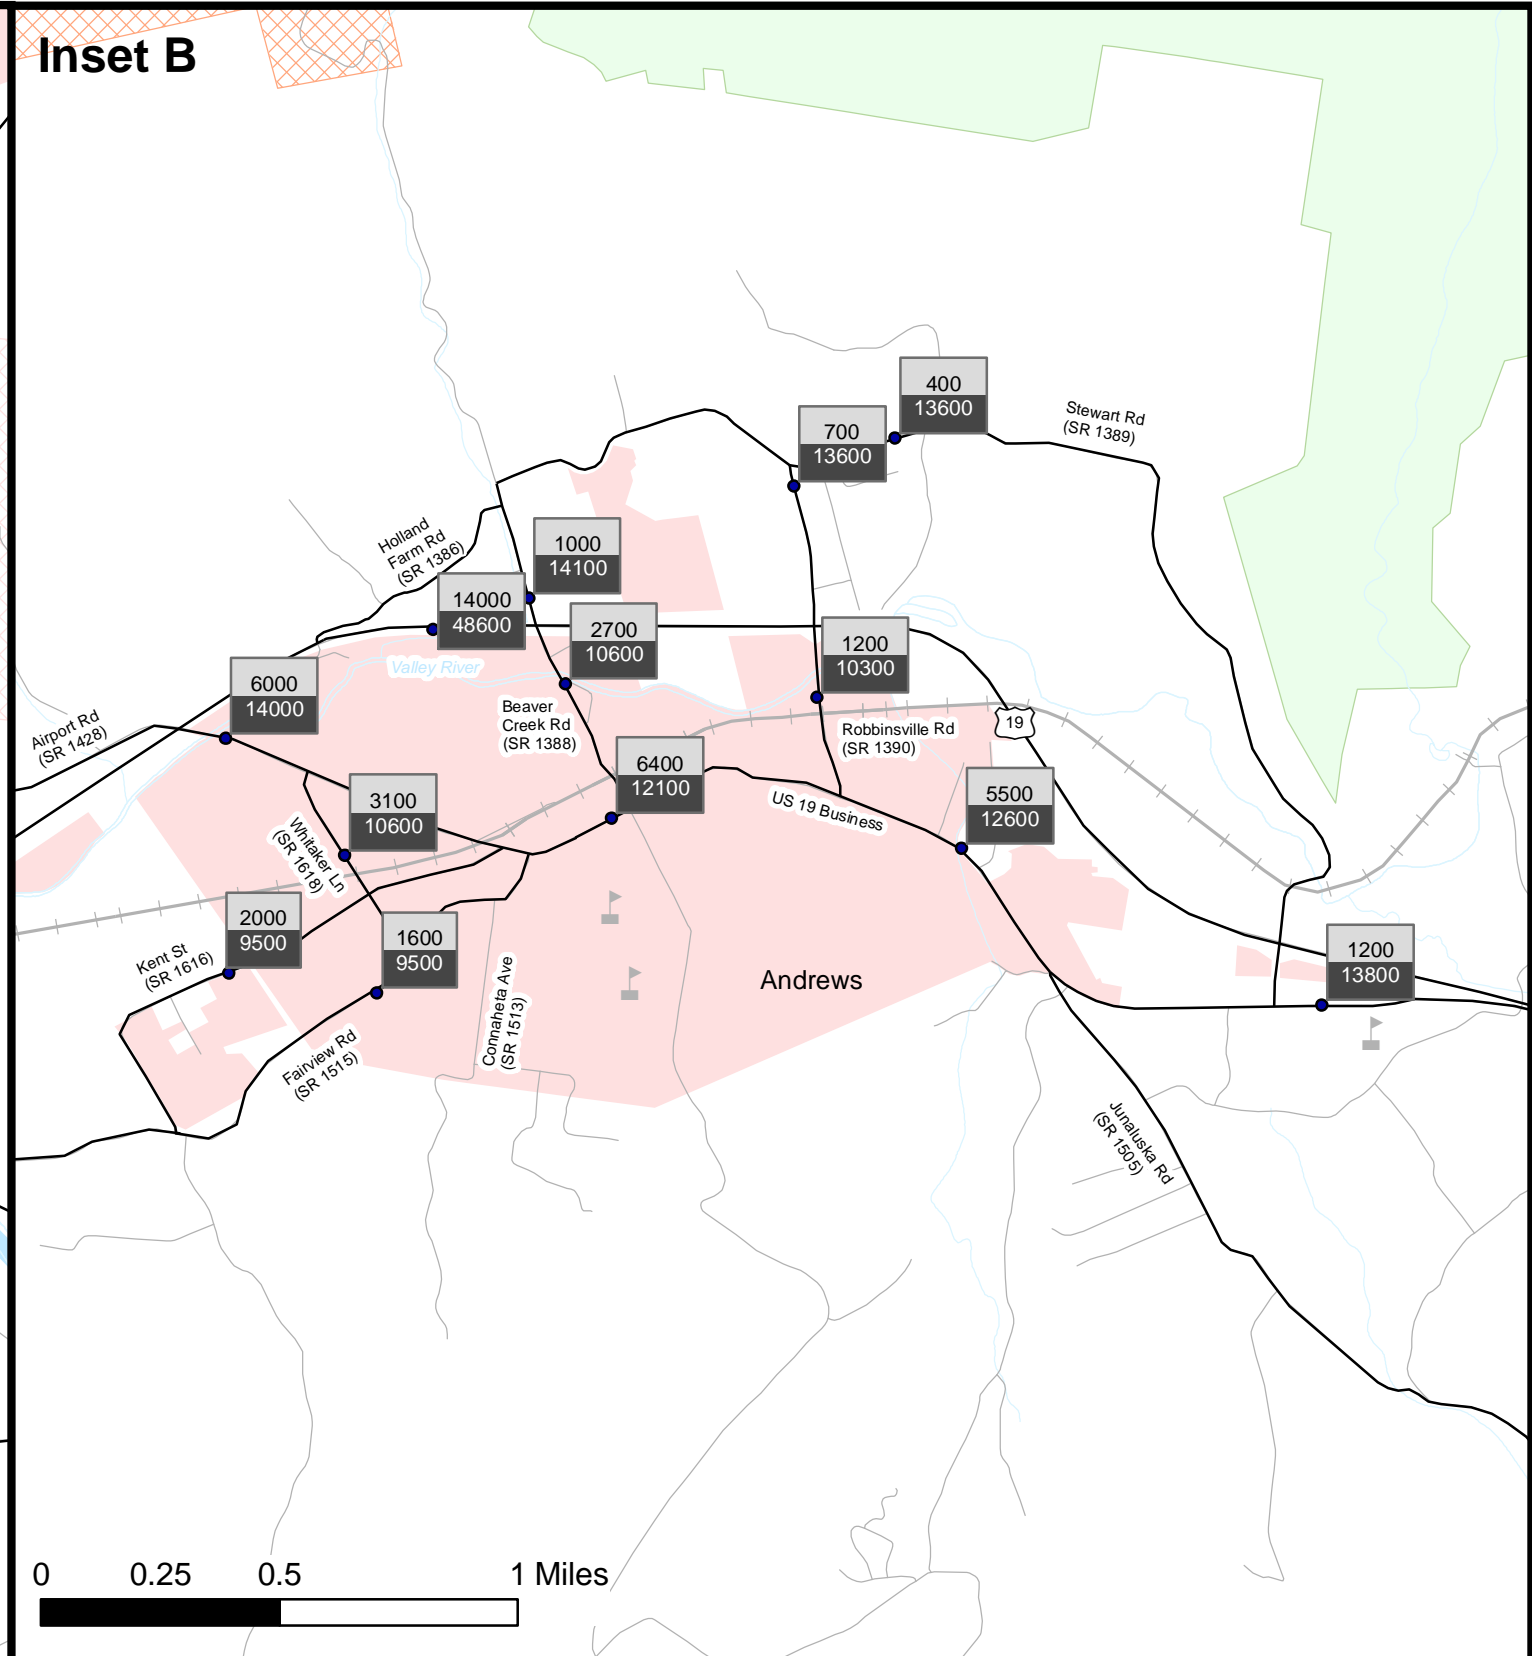 Inset B
400
13600
Stewart Rd
(SR 1389)
700
13600
Holland
Farm Rd
(SR 1386)
1000
14100
14000
48600
2700
10600
1200
10300
Valley River
6000
14000
Airport Rd
(SR 1428)
Beaver
Creek Rd
(SR 1388)
Robbinsville Rd
(SR 1390)
19
6400
12100
US 19 Business
5500
12600
3100
10600
Whitaker Ln
(SR 1618)
2000
9500
Kent St
(SR 1616)
1600
9500
Connaheta Ave
(SR 1513)
Andrews
1200
13800
Fairview Rd
(SR 1515)
Junaluska Rd
(SR 1505)
0 0.25 0.5 1 Miles